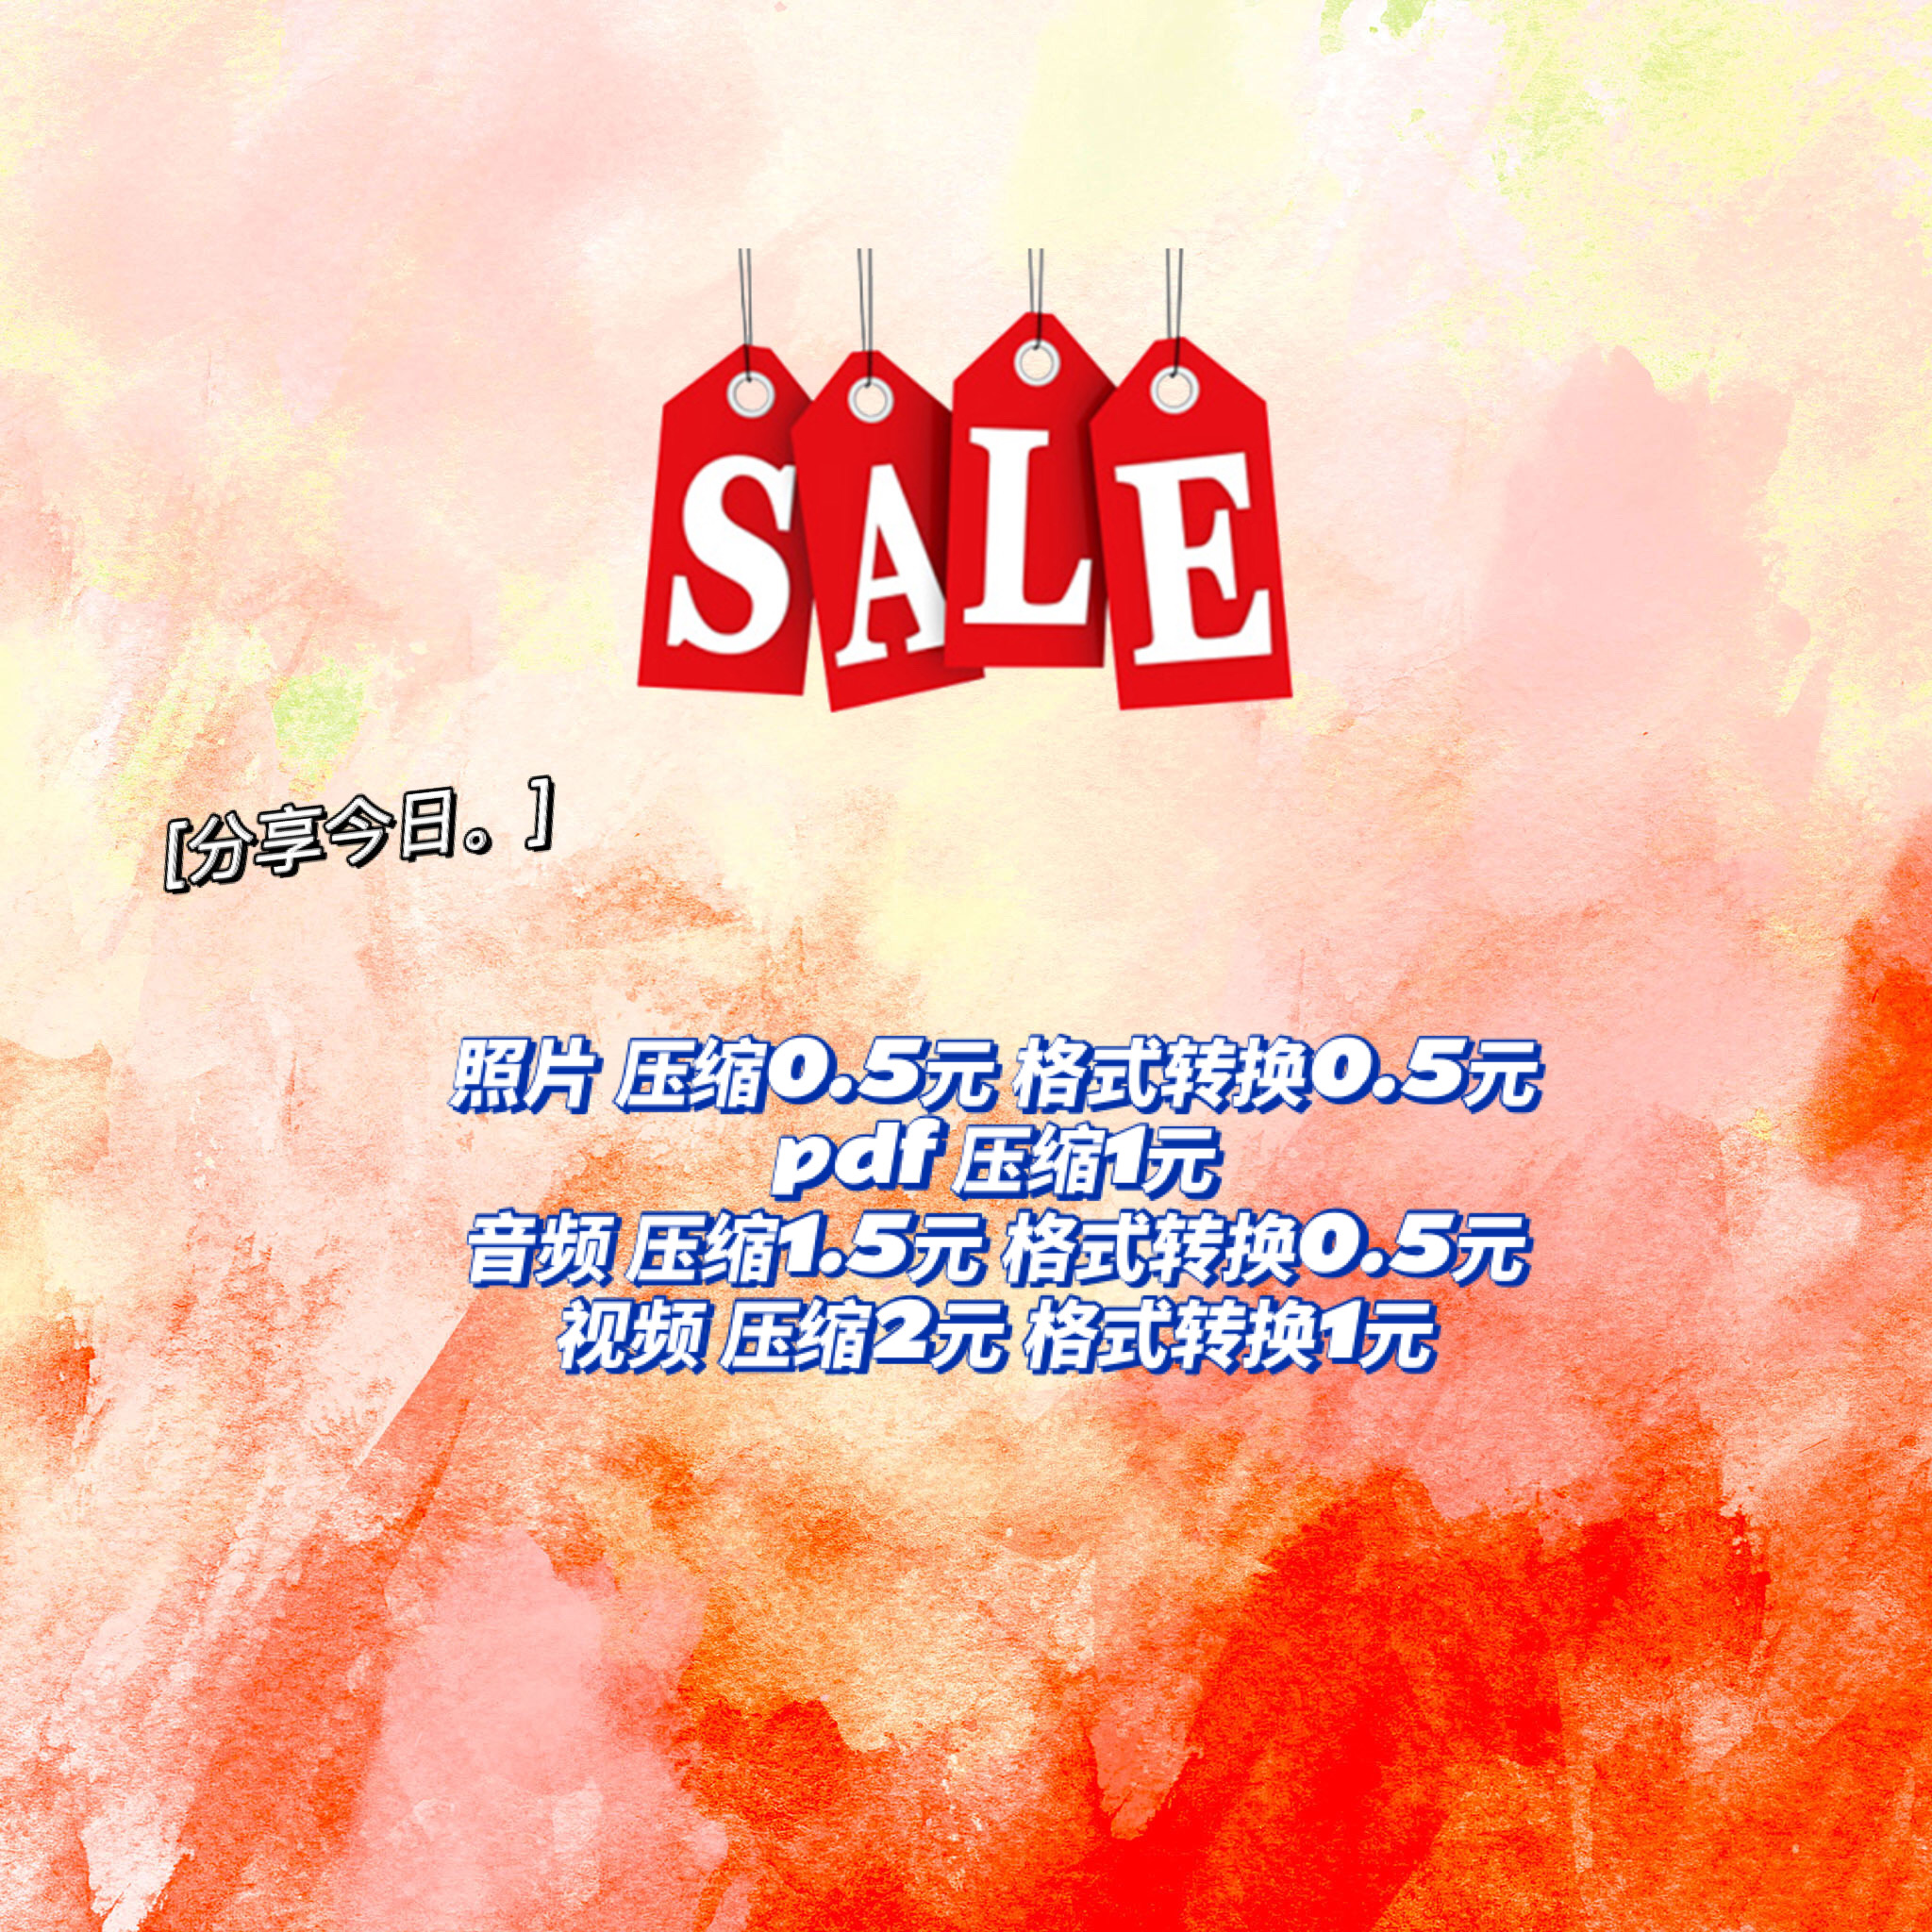 SALE
[分享今日。]
照片 压缩0.5元 格式转换0.5元
pdf 压缩1元
音频 压缩1.5元 格式转换0.5元
视频 压缩2元 格式转换1元